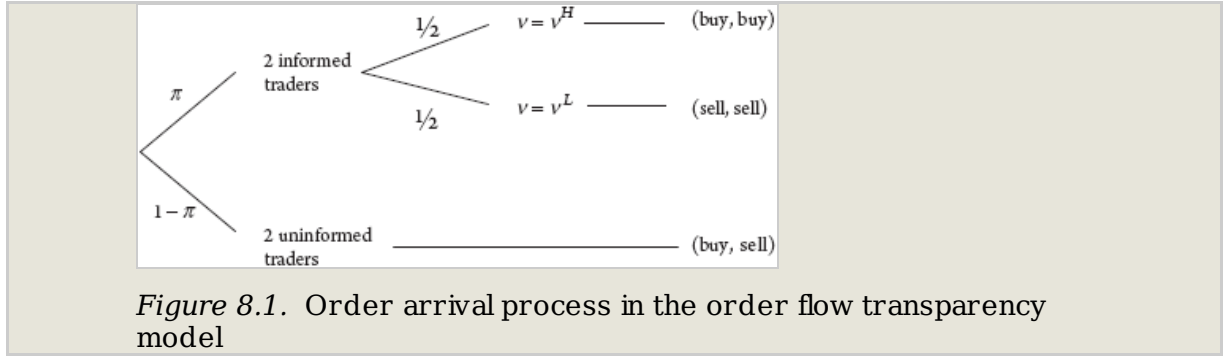 ½ v = v^H (buy, buy)
2 informed
traders
π
½ v = v^L (sell, sell)
1 – π
2 uninformed
traders (buy, sell)
Figure 8.1. Order arrival process in the order flow transparency
model